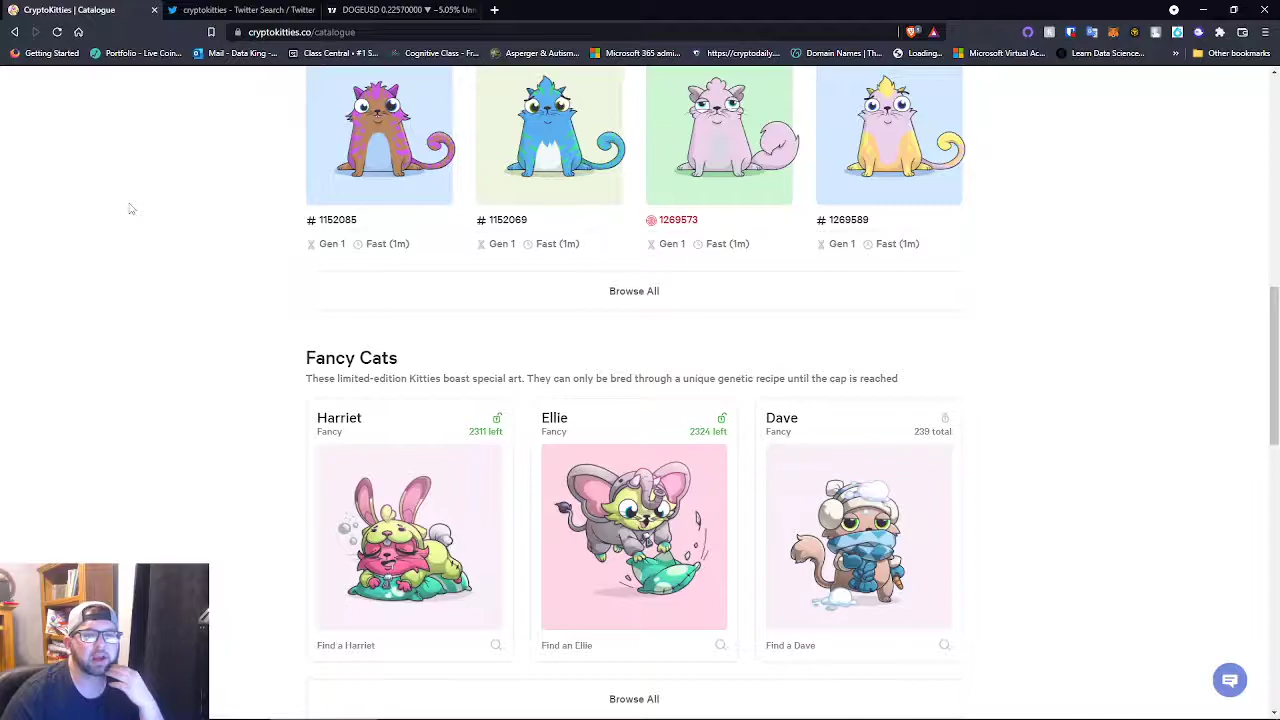 CryptoKitties | Catalogue
cryptokitties - Twitter Search / Twitter
DOGEUSD 0.22570000 ▼ −5.05% Unn
cryptokitties.co/catalogue
Getting Started
Portfolio - Live Coin...
Mail - Data King -...
Class Central • #1 S...
Cognitive Class - Fr...
Asperger & Autism...
Microsoft 365 admi...
https://cryptodaily...
Domain Names | Th...
Loading...
Microsoft Virtual Ac...
Learn Data Science...
»
Other bookmarks
# 1152085
# 1152069
1269573
# 1269589
Gen 1 Fast (1m)
Gen 1 Fast (1m)
Gen 1 Fast (1m)
Gen 1 Fast (1m)
Browse All
Fancy Cats
These limited-edition Kitties boast special art. They can only be bred through a unique genetic recipe until the cap is reached
Harriet
Fancy 2311 left
Ellie
Fancy 2324 left
Dave
Fancy 239 total
Find a Harriet
Find an Ellie
Find a Dave
Browse All